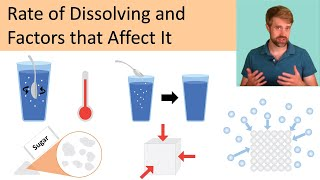 Rate of Dissolving and
Factors that Affect It
Sugar